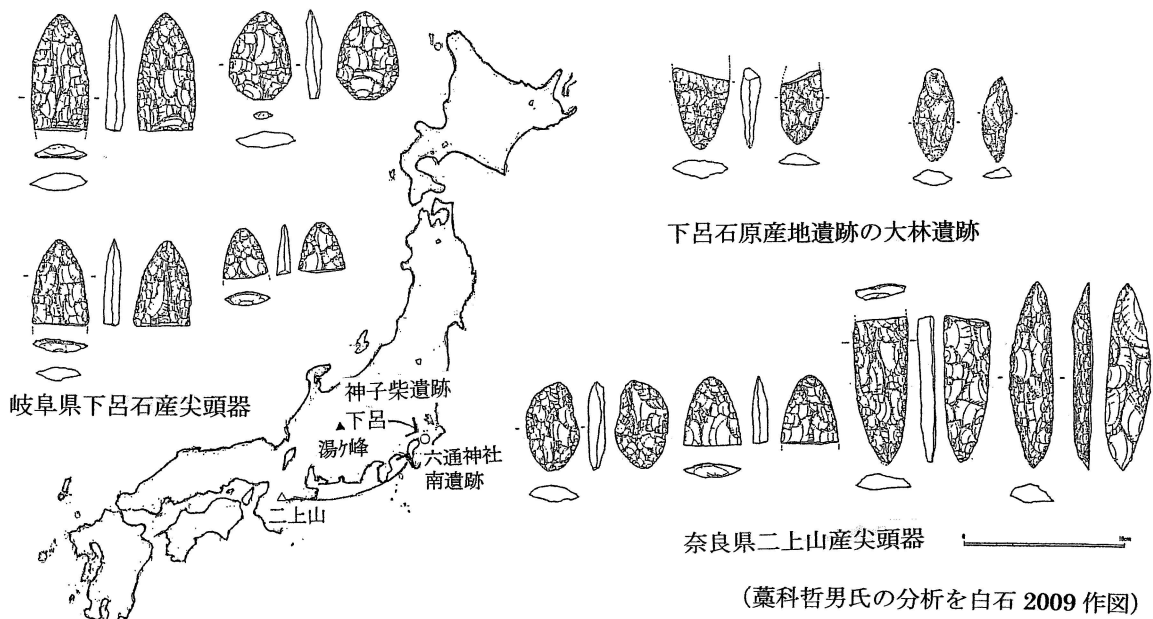 下呂石原産地遺跡の大林遺跡
岐阜県下呂石産尖頭器
神子柴遺跡
▲下呂
湯ヶ峰
六通神社
南遺跡
二上山
奈良県二上山産尖頭器
(藁科哲男氏の分析を白石 2009 作図)